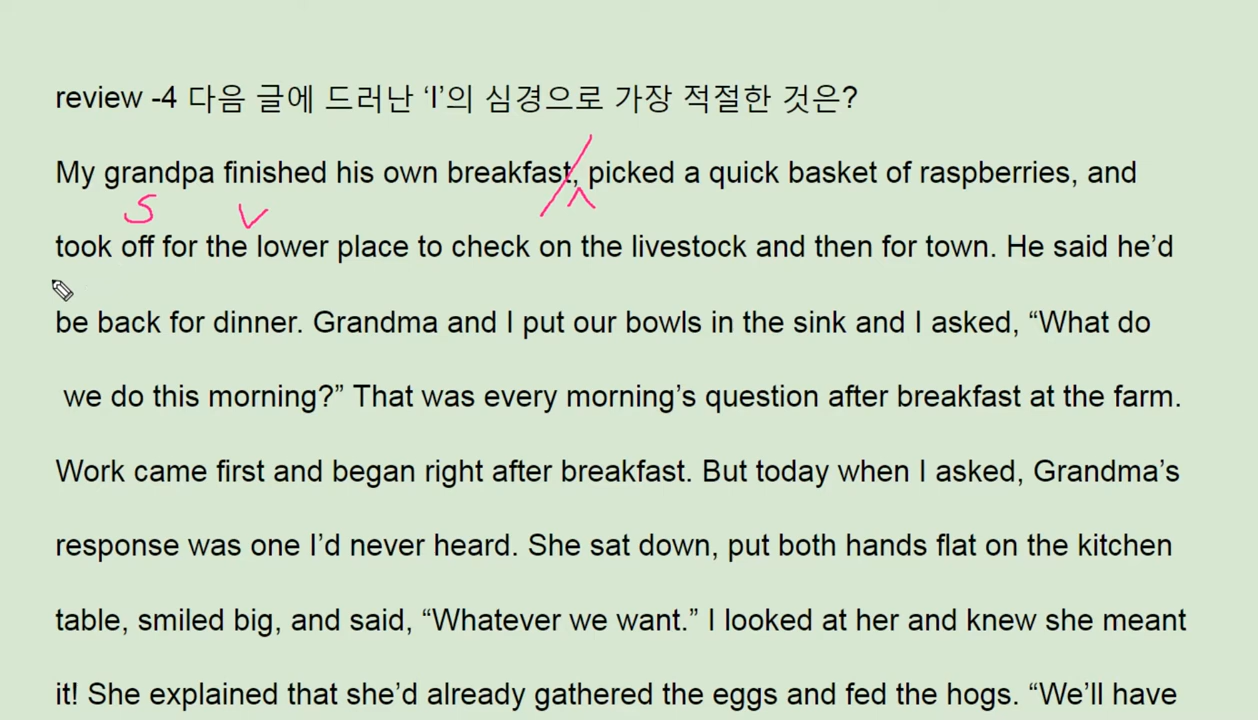 review -4 다음 글에 드러난 ‘I’의 심경으로 가장 적절한 것은?
My grandpa finished his own breakfast, picked a quick basket of raspberries, and
S V
took off for the lower place to check on the livestock and then for town. He said he’d
be back for dinner. Grandma and I put our bowls in the sink and I asked, “What do
we do this morning?” That was every morning’s question after breakfast at the farm.
Work came first and began right after breakfast. But today when I asked, Grandma’s
response was one I’d never heard. She sat down, put both hands flat on the kitchen
table, smiled big, and said, “Whatever we want.” I looked at her and knew she meant
it! She explained that she’d already gathered the eggs and fed the hogs. “We’ll have